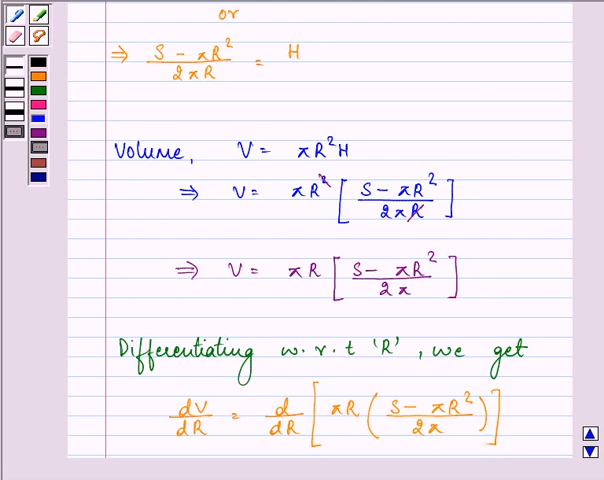 or
⇒ (S − πR²)/(2πR) = H
Volume, V = πR²H
⇒ V = πR² [ (S − πR²)/(2πR) ]
⇒ V = πR [ (S − πR²)/(2π) ]
Differentiating w.r.t 'R', we get
dV/dR = d/dR [ πR ( (S − πR²)/(2π) ) ]